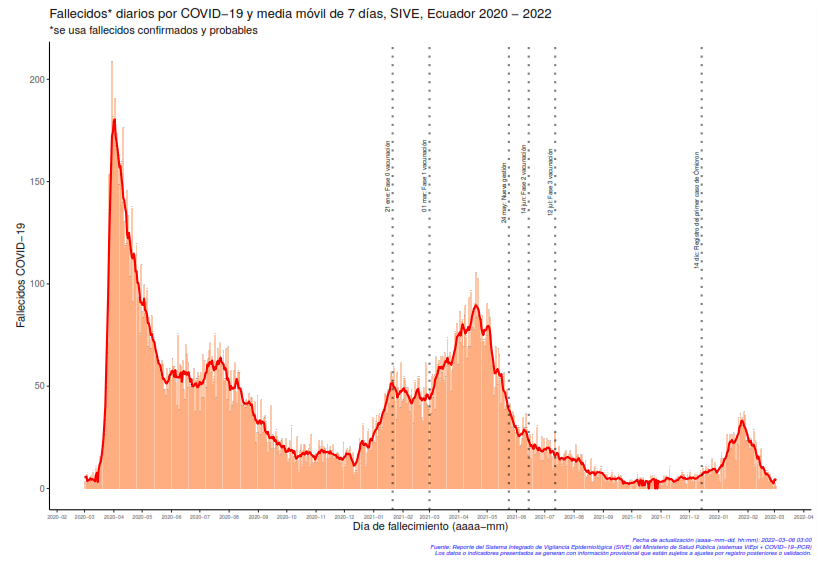 Fallecidos* diarios por COVID−19 y media móvil de 7 días, SIVE, Ecuador 2020 − 2022
*se usa fallecidos confirmados y probables
Fallecidos COVID−19
200
150
100
50
0
21 ene: Fase 0 vacunación
01 mar: Fase 1 vacunación
24 may: Nueva gestión
14 jun: Fase 2 vacunación
12 jul: Fase 3 vacunación
14 dic: Registro del primer caso de Ómicron
2020−02 2020−03 2020−04 2020−05 2020−06 2020−07 2020−08 2020−09 2020−10 2020−11 2020−12 2021−01 2021−02 2021−03 2021−04 2021−05 2021−06 2021−07 2021−08 2021−09 2021−10 2021−11 2021−12 2022−01 2022−02 2022−03 2022−04
Día de fallecimiento (aaaa−mm)
Fecha de actualización (aaaa−mm−dd, hh:mm): 2022−03−06 03:00
Fuente: Reporte del Sistema Integrado de Vigilancia Epidemiológica (SIVE) del Ministerio de Salud Pública (sistemas ViEpi + COVID−19−PCR)
Los datos o indicadores presentados se generan con información provisional que están sujetos a ajustes por registro posteriores o validación.